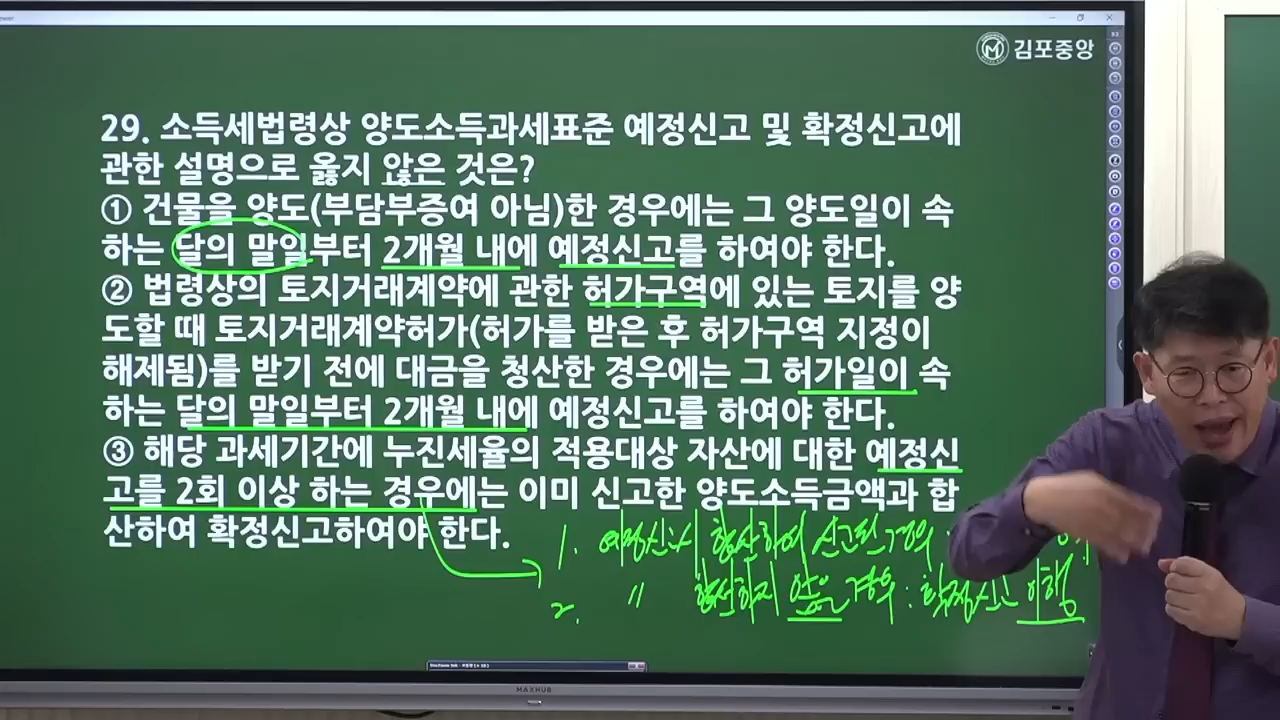 김포중앙
29. 소득세법령상 양도소득과세표준 예정신고 및 확정신고에
관한 설명으로 옳지 않은 것은?
① 건물을 양도(부담부증여 아님)한 경우에는 그 양도일이 속
하는 달의 말일부터 2개월 내에 예정신고를 하여야 한다.
② 법령상의 토지거래계약에 관한 허가구역에 있는 토지를 양
도할 때 토지거래계약허가(허가를 받은 후 허가구역 지정이
해제됨)를 받기 전에 대금을 청산한 경우에는 그 허가일이 속
하는 달의 말일부터 2개월 내에 예정신고를 하여야 한다.
③ 해당 과세기간에 누진세율의 적용대상 자산에 대한 예정신
고를 2회 이상 하는 경우에는 이미 신고한 양도소득금액과 합
산하여 확정신고하여야 한다.
1. 예정신고시 합산하여 신고된 경우 :
2. 〃 합산하지 않은 경우 : 확정신고 이행
MAXHUB